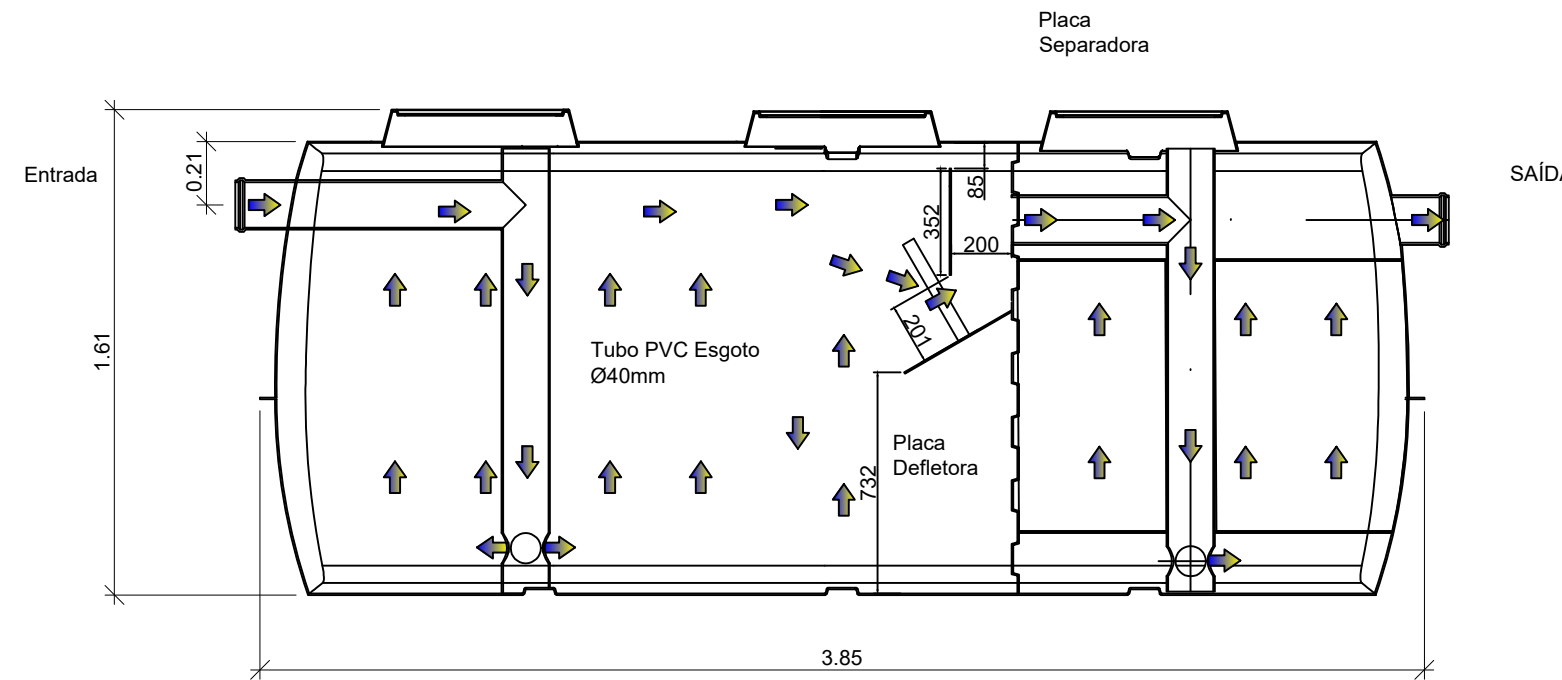 Placa
Separadora
Entrada
0.21
SAÍDA
85
352
200
201
1.61
Tubo PVC Esgoto
Ø40mm
Placa
Defletora
732
3.85